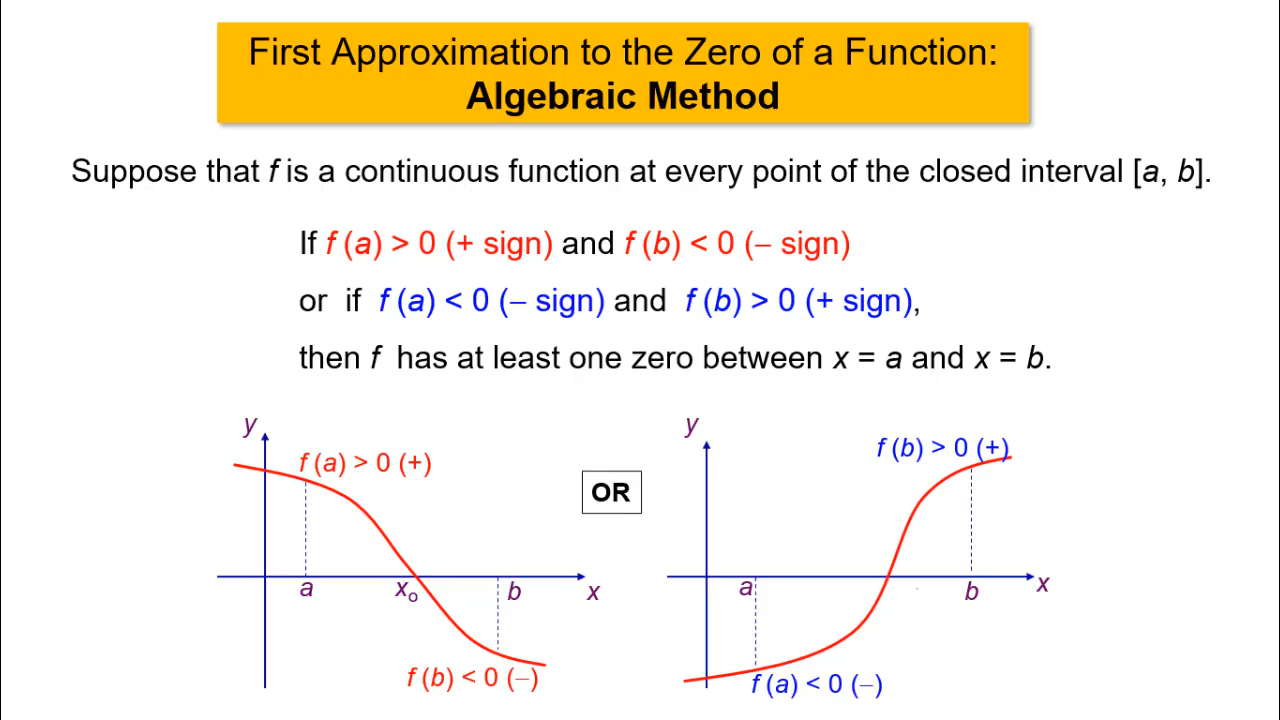 First Approximation to the Zero of a Function:
Algebraic Method
Suppose that f is a continuous function at every point of the closed interval [a, b].
If f (a) > 0 (+ sign) and f (b) < 0 (– sign)
or if f (a) < 0 (– sign) and f (b) > 0 (+ sign),
then f has at least one zero between x = a and x = b.
y
f (a) > 0 (+)
a
x₀
b
x
f (b) < 0 (–)
OR
y
f (b) > 0 (+)
a
b
x
f (a) < 0 (–)